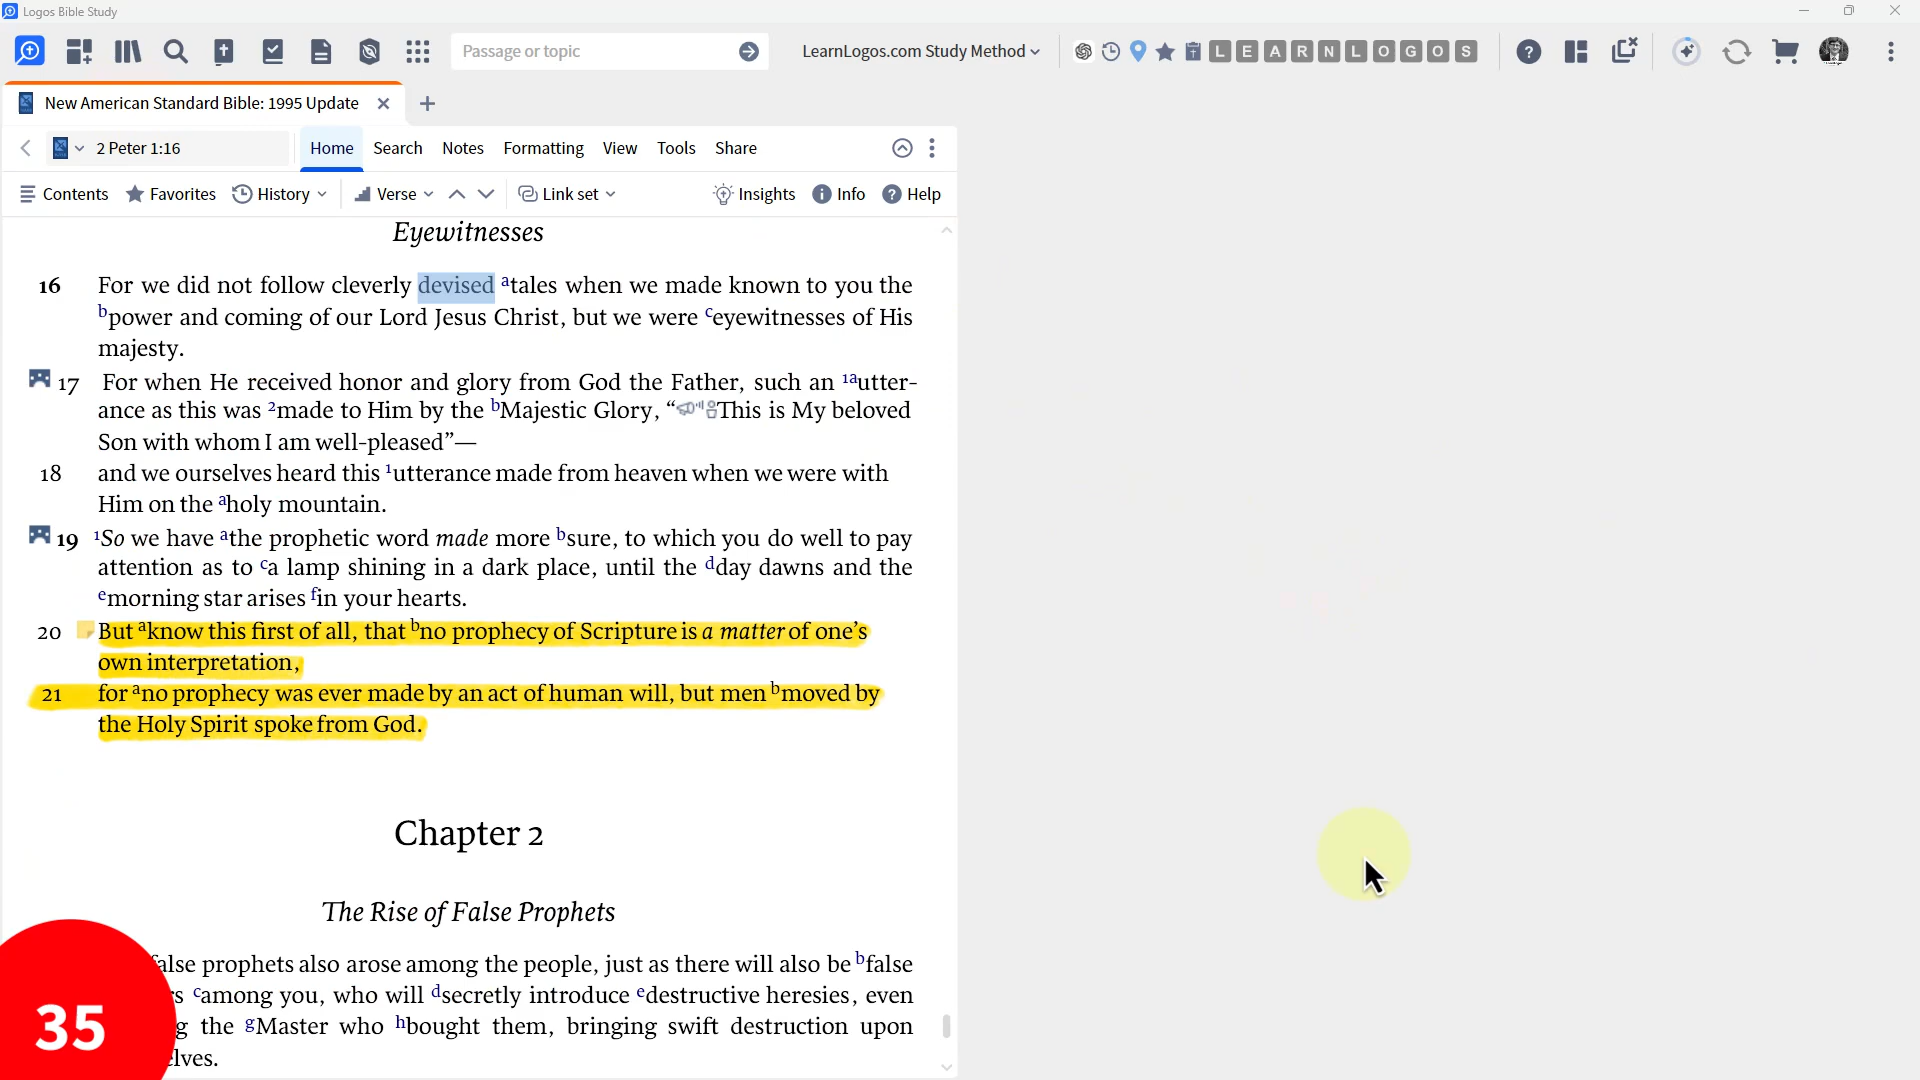 Logos Bible Study
Passage or topic
LearnLogos.com Study Method
L E A R N L O G O S
New American Standard Bible: 1995 Update
2 Peter 1:16
Home Search Notes Formatting View Tools Share
Contents Favorites History Verse Link set Insights Info Help
Eyewitnesses
16 For we did not follow cleverly devised ᵃtales when we made known to you the
ᵇpower and coming of our Lord Jesus Christ, but we were ᶜeyewitnesses of His
majesty.
17 For when He received honor and glory from God the Father, such an ¹ᵃutter-
ance as this was ²made to Him by the ᵇMajestic Glory, “This is My beloved
Son with whom I am well-pleased”—
18 and we ourselves heard this ¹utterance made from heaven when we were with
Him on the ᵃholy mountain.
19 ¹So we have ᵃthe prophetic word made more ᵇsure, to which you do well to pay
attention as to ᶜa lamp shining in a dark place, until the ᵈday dawns and the
ᵉmorning star arises ᶠin your hearts.
20 But ᵃknow this first of all, that ᵇno prophecy of Scripture is a matter of one’s
own interpretation,
21 for ᵃno prophecy was ever made by an act of human will, but men ᵇmoved by
the Holy Spirit spoke from God.
Chapter 2
The Rise of False Prophets
false prophets also arose among the people, just as there will also be ᵇfalse
rs ᶜamong you, who will ᵈsecretly introduce ᵉdestructive heresies, even
g the ᵍMaster who ʰbought them, bringing swift destruction upon
elves.
35